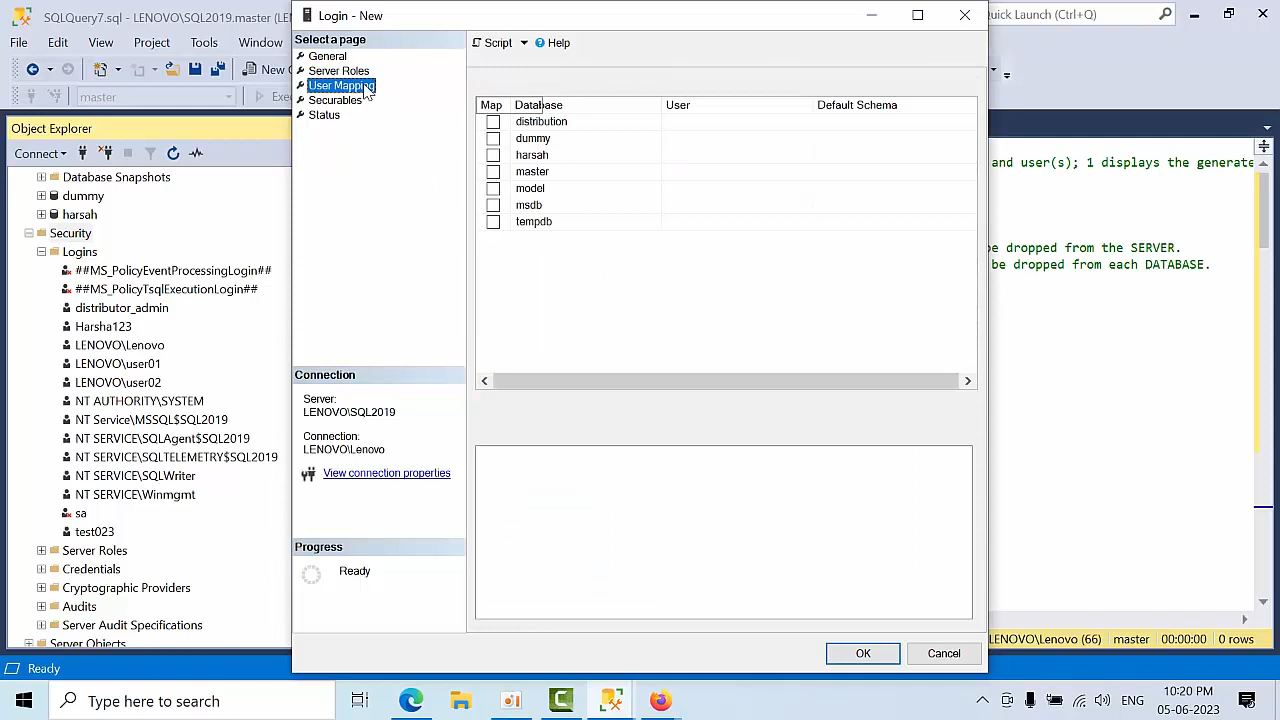 SQLQuery7.sql - LENOVO\SQL2019.master (LENOVO
Login - New
Quick Launch (Ctrl+Q)
File Edit View Project Tools Window
Select a page
General
Server Roles
User Mapping
Securables
Status
Script Help
New
master
Exe
Object Explorer
Connect
Database Snapshots
dummy
harsah
Security
Logins
##MS_PolicyEventProcessingLogin##
##MS_PolicyTsqlExecutionLogin##
distributor_admin
Harsha123
LENOVO\Lenovo
LENOVO\user01
LENOVO\user02
NT AUTHORITY\SYSTEM
NT Service\MSSQL$SQL2019
NT SERVICE\SQLAgent$SQL2019
NT SERVICE\SQLTELEMETRY$SQL2019
NT SERVICE\SQLWriter
NT SERVICE\Winmgmt
sa
test023
Server Roles
Credentials
Cryptographic Providers
Audits
Server Audit Specifications
Server Objects
Map Database User Default Schema
distribution
dummy
harsah
master
model
msdb
tempdb
Connection
Server:
LENOVO\SQL2019
Connection:
LENOVO\Lenovo
View connection properties
Progress
Ready
OK Cancel
and user(s); 1 displays the generate
be dropped from the SERVER.
be dropped from each DATABASE.
LENOVO\Lenovo (66) master 00:00:00 0 rows
Ready
Type here to search
ENG
10:20 PM
05-06-2023